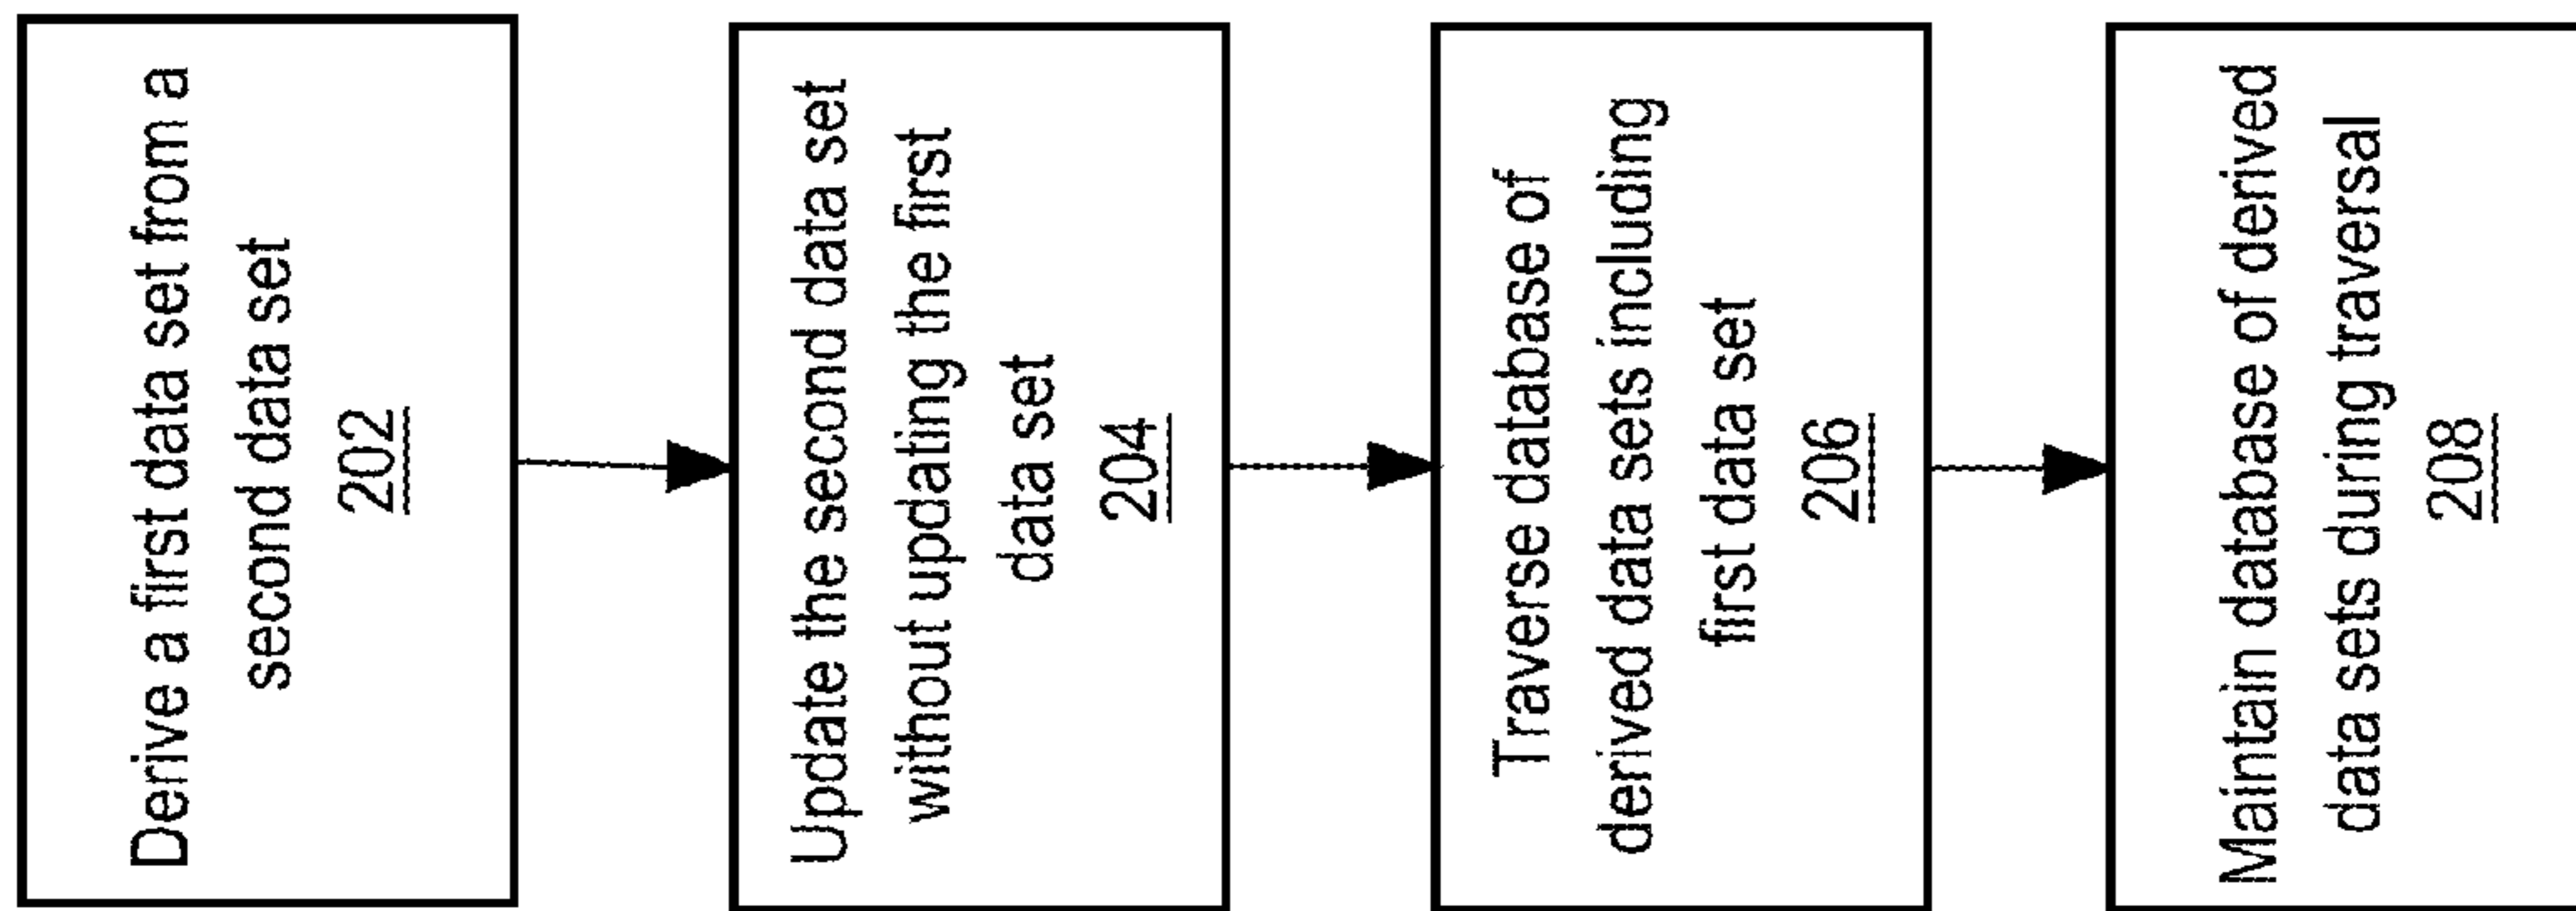 Derive a first data set from a
second data set
202
Update the second data set
without updating the first
data set
204
Traverse database of
derived data sets including
first data set
206
Maintain database of derived
data sets during traversal
208